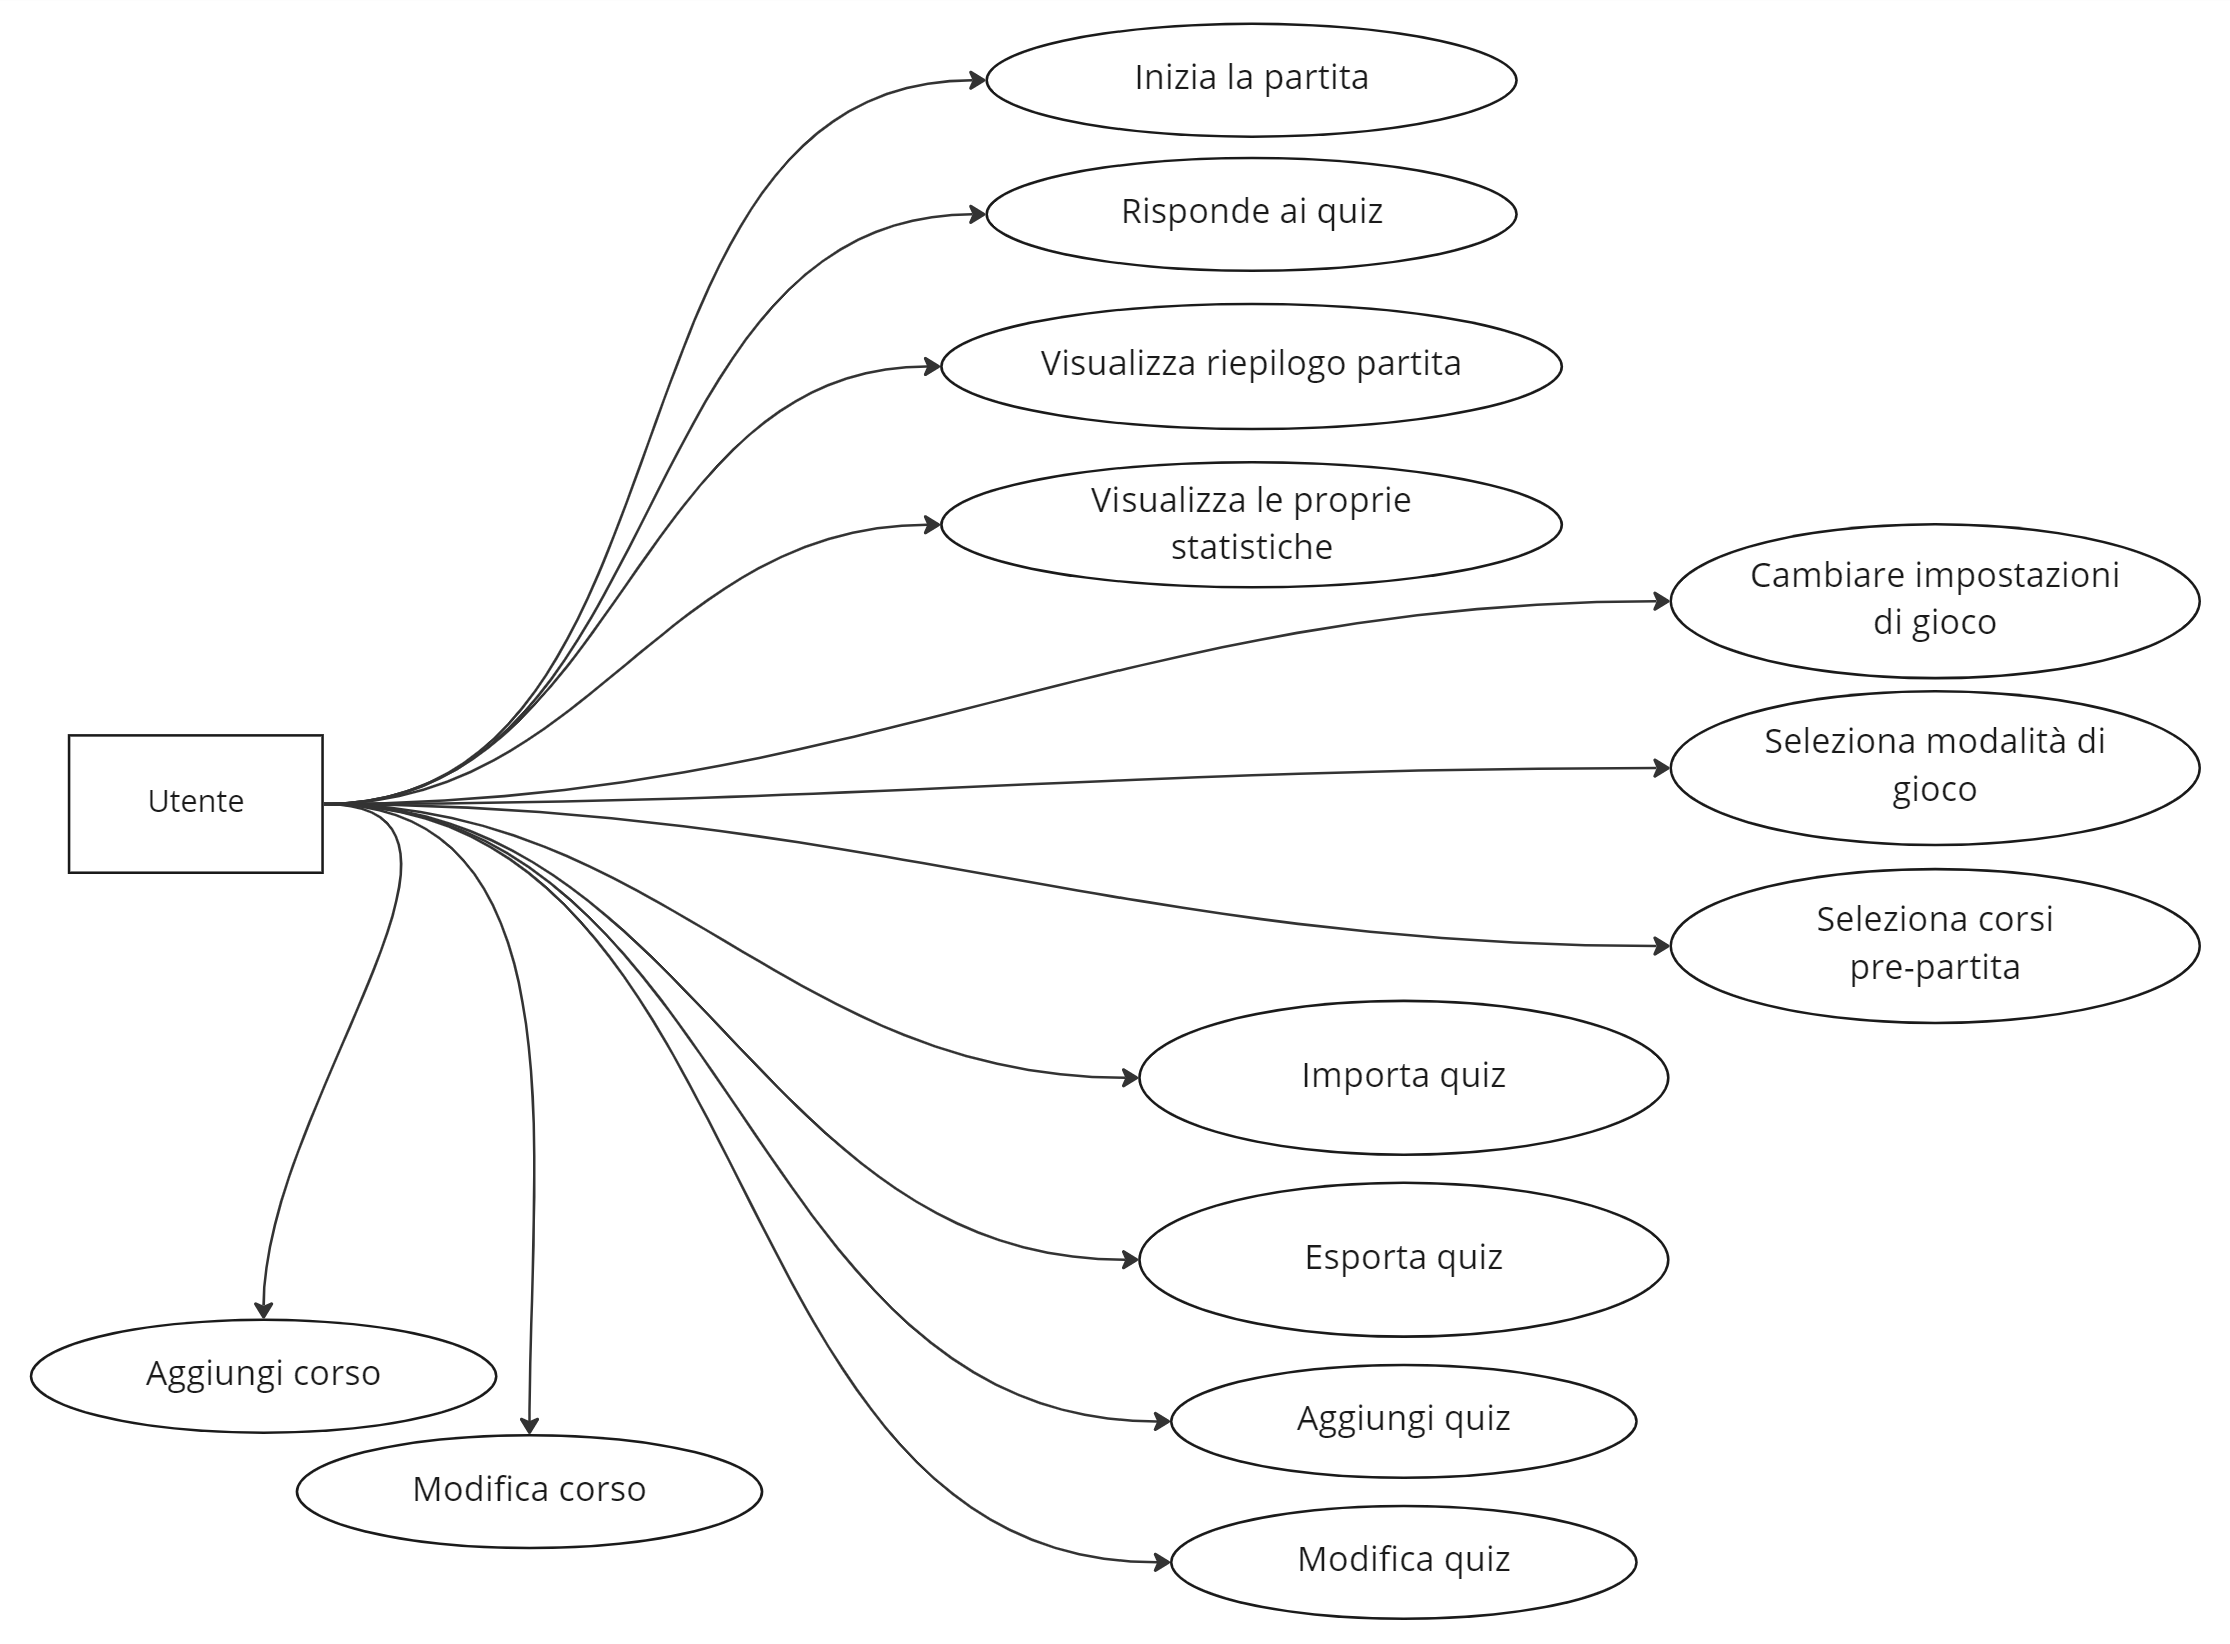 Inizia la partita
Risponde ai quiz
Visualizza riepilogo partita
Visualizza le proprie
statistiche
Cambiare impostazioni
di gioco
Seleziona modalità di
gioco
Utente
Seleziona corsi
pre-partita
Importa quiz
Esporta quiz
Aggiungi corso
Aggiungi quiz
Modifica corso
Modifica quiz